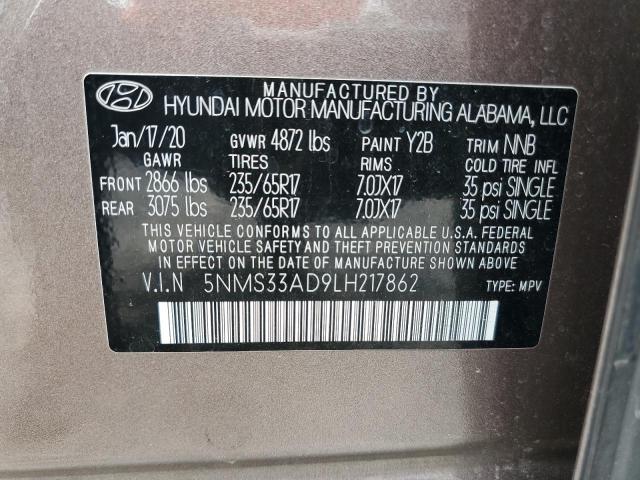 MANUFACTURED BY
HYUNDAI MOTOR MANUFACTURING ALABAMA, LLC
Jan/17/20 GVWR 4872 lbs PAINT Y2B TRIM NNB
GAWR TIRES RIMS COLD TIRE INFL
FRONT 2866 lbs 235/65R17 7.0JX17 35 psi SINGLE
REAR 3075 lbs 235/65R17 7.0JX17 35 psi SINGLE
THIS VEHICLE CONFORMS TO ALL APPLICABLE U.S.A. FEDERAL
MOTOR VEHICLE SAFETY AND THEFT PREVENTION STANDARDS
IN EFFECT ON THE DATE OF MANUFACTURE SHOWN ABOVE.
V.I.N 5NMS33AD9LH217862 TYPE: MPV